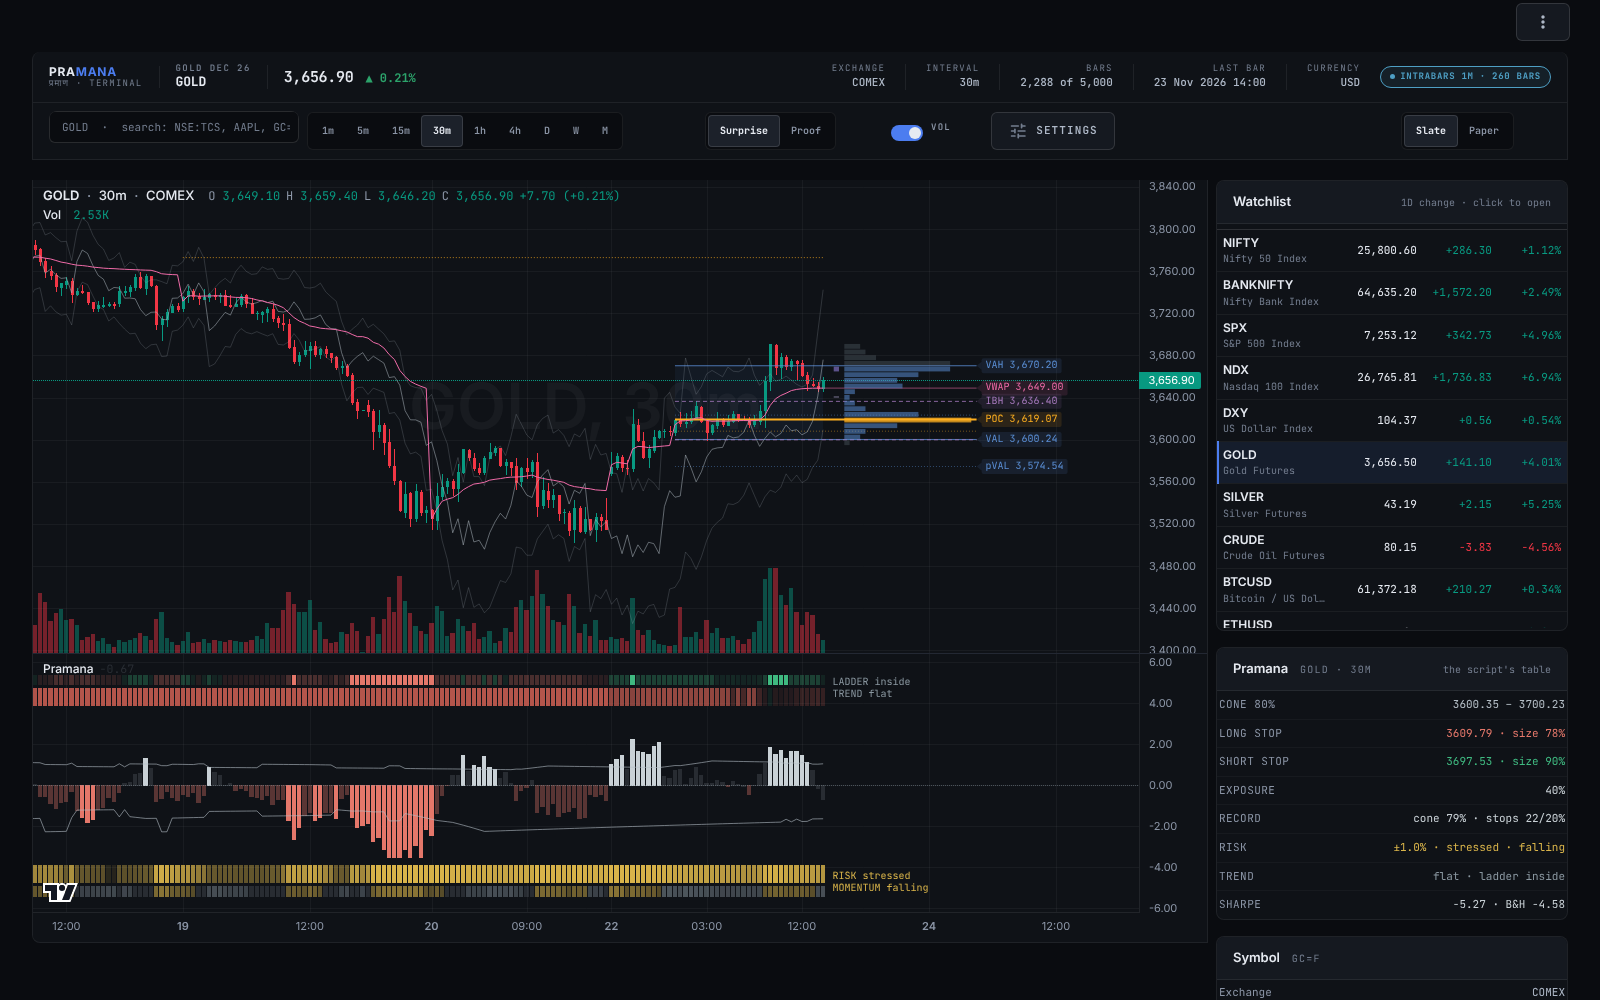 PRAMANA
प्रमाण · TERMINAL
GOLD DEC 26
GOLD
3,656.90 ▲ 0.21%
EXCHANGE
COMEX
INTERVAL
30m
BARS
2,288 of 5,000
LAST BAR
23 Nov 2026 14:00
CURRENCY
USD
INTRABARS 1M · 260 BARS
GOLD · search: NSE:TCS, AAPL, GC=
1m 5m 15m 30m 1h 4h D W M
Surprise Proof
VOL
SETTINGS
Slate Paper
GOLD · 30m · COMEX O 3,649.10 H 3,659.40 L 3,646.20 C 3,656.90 +7.70 (+0.21%)
Vol 2.53K
GOLD, 30m
3,840.00
3,800.00
3,760.00
3,720.00
3,680.00
3,656.90
3,640.00
3,600.00
3,560.00
3,520.00
3,480.00
3,440.00
3,400.00
VAH 3,670.20
VWAP 3,649.00
IBH 3,636.40
POC 3,619.07
VAL 3,600.24
pVAL 3,574.54
Pramana -0.67
LADDER inside
TREND flat
RISK stressed
MOMENTUM falling
6.00
4.00
2.00
0.00
-2.00
-4.00
-6.00
12:00 19 12:00 20 09:00 22 03:00 12:00 24 12:00
Watchlist 1D change · click to open
NIFTY 25,800.60 +286.30 +1.12%
Nifty 50 Index
BANKNIFTY 64,635.20 +1,572.20 +2.49%
Nifty Bank Index
SPX 7,253.12 +342.73 +4.96%
S&P 500 Index
NDX 26,765.81 +1,736.83 +6.94%
Nasdaq 100 Index
DXY 104.37 +0.56 +0.54%
US Dollar Index
GOLD 3,656.50 +141.10 +4.01%
Gold Futures
SILVER 43.19 +2.15 +5.25%
Silver Futures
CRUDE 80.15 -3.83 -4.56%
Crude Oil Futures
BTCUSD 61,372.18 +210.27 +0.34%
Bitcoin / US Dol…
ETHUSD
Pramana GOLD · 30M the script's table
CONE 80% 3600.35 – 3700.23
LONG STOP 3609.79 · size 78%
SHORT STOP 3697.53 · size 90%
EXPOSURE 40%
RECORD cone 79% · stops 22/20%
RISK ±1.0% · stressed · falling
TREND flat · ladder inside
SHARPE -5.27 · B&H -4.58
Symbol GC=F
Exchange COMEX